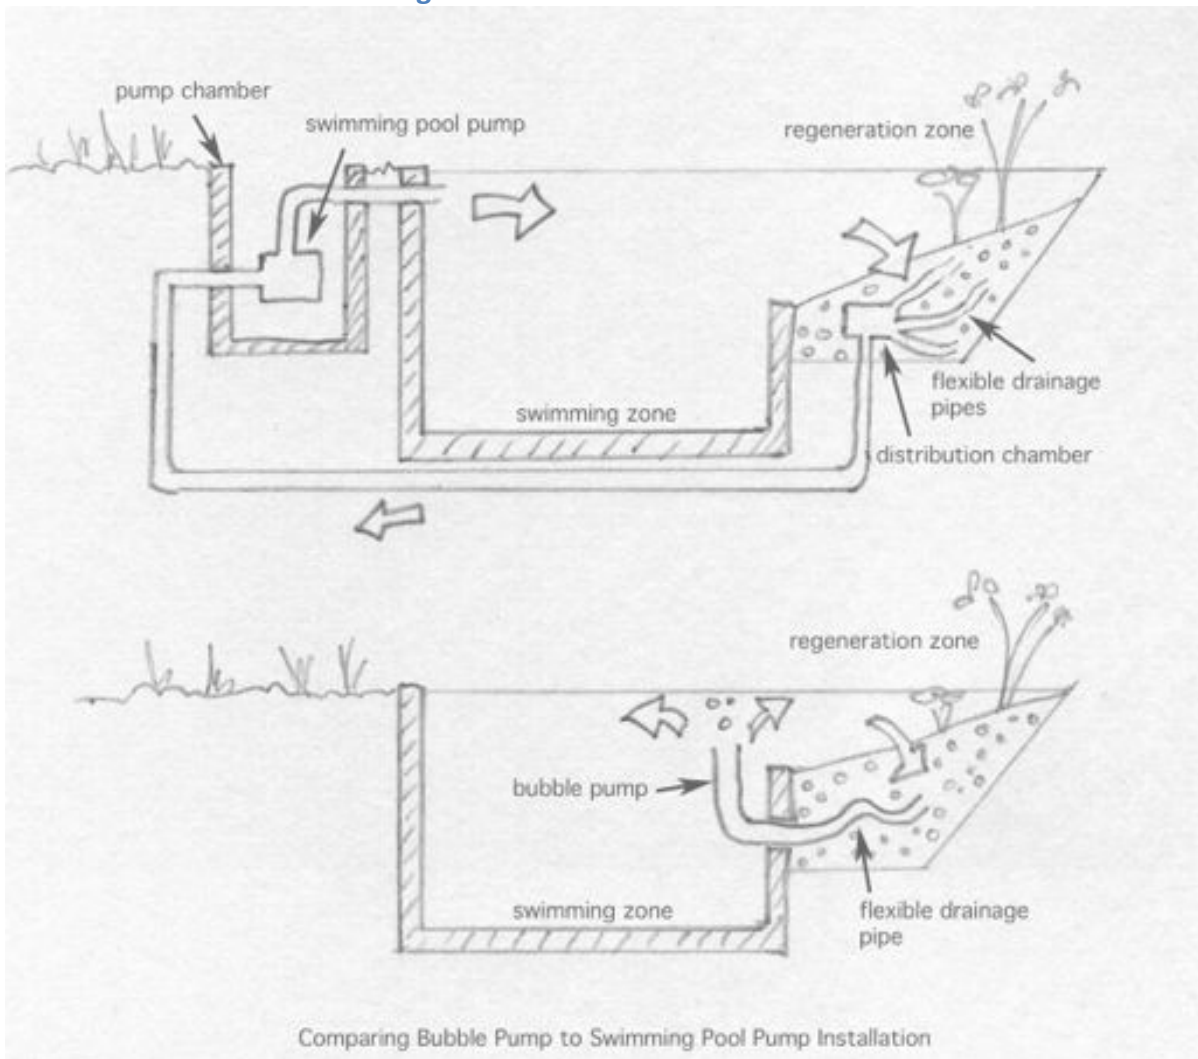 pump chamber
swimming pool pump
regeneration zone
flexible drainage
pipes
swimming zone
distribution chamber
regeneration zone
bubble pump
swimming zone
flexible drainage
pipe
Comparing Bubble Pump to Swimming Pool Pump Installation